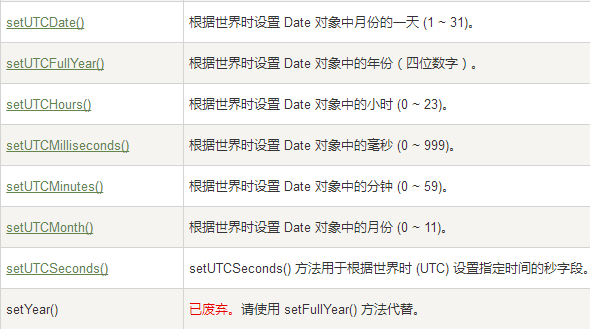 setUTCDate() 根据世界时设置 Date 对象中月份的一天 (1 ~ 31)。
setUTCFullYear() 根据世界时设置 Date 对象中的年份（四位数字）。
setUTCHours() 根据世界时设置 Date 对象中的小时 (0 ~ 23)。
setUTCMilliseconds() 根据世界时设置 Date 对象中的毫秒 (0 ~ 999)。
setUTCMinutes() 根据世界时设置 Date 对象中的分钟 (0 ~ 59)。
setUTCMonth() 根据世界时设置 Date 对象中的月份 (0 ~ 11)。
setUTCSeconds() setUTCSeconds() 方法用于根据世界时 (UTC) 设置指定时间的秒字段。
setYear() 已废弃。请使用 setFullYear() 方法代替。